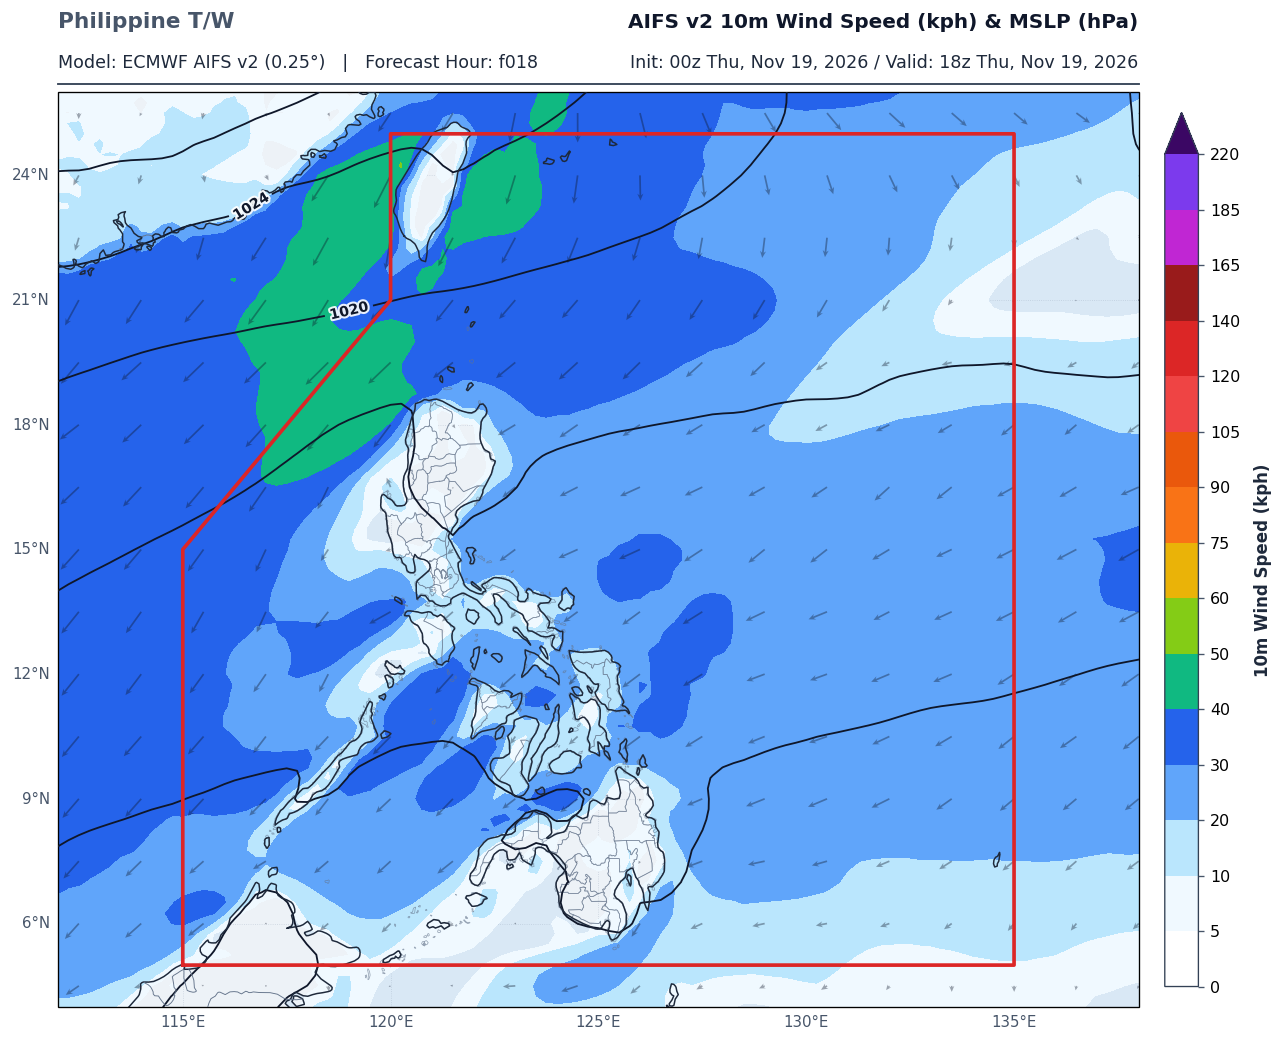 Philippine T/W
AIFS v2 10m Wind Speed (kph) & MSLP (hPa)
Model: ECMWF AIFS v2 (0.25°)   |   Forecast Hour: f018
Init: 00z Thu, Nov 19, 2026 / Valid: 18z Thu, Nov 19, 2026
24°N
21°N
18°N
15°N
12°N
9°N
6°N
115°E
120°E
125°E
130°E
135°E
1024
1020
220
185
165
140
120
105
90
75
60
50
40
30
20
10
5
0
10m Wind Speed (kph)